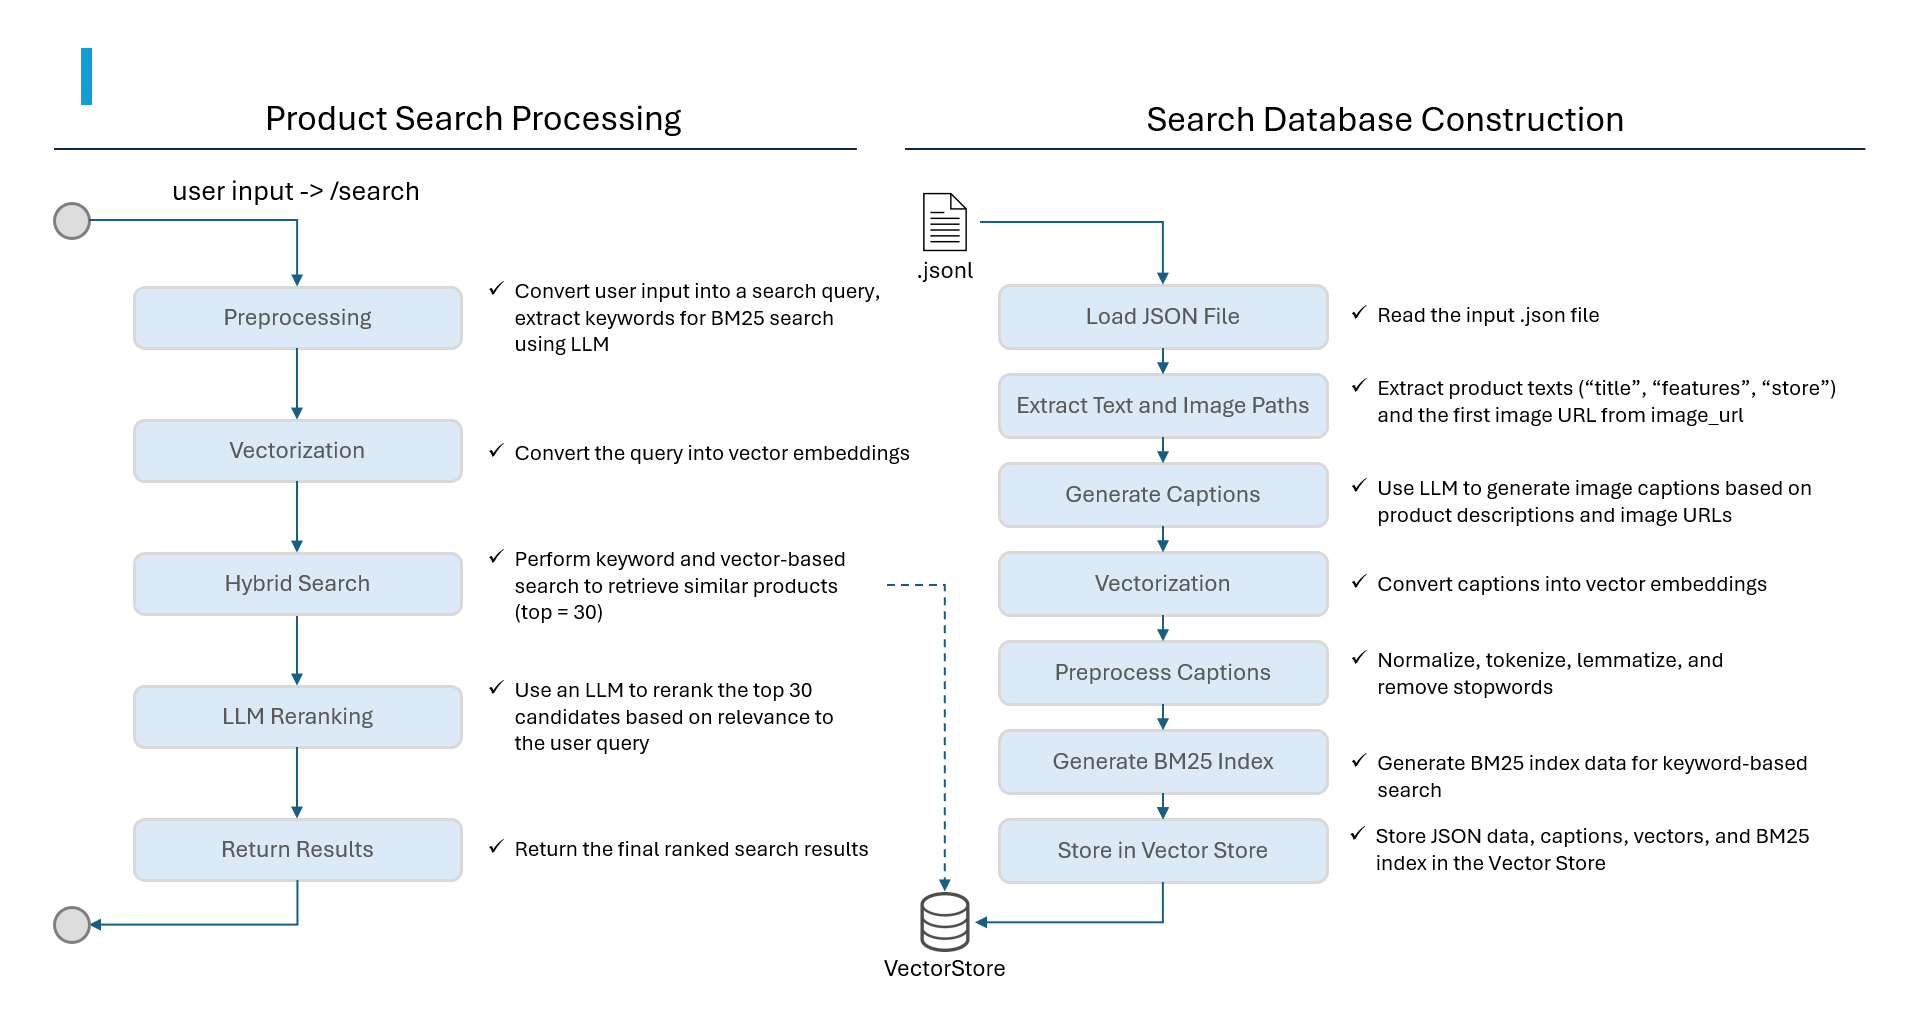 Product Search Processing
user input -> /search
Preprocessing
Convert user input into a search query,
extract keywords for BM25 search
using LLM
Vectorization
Convert the query into vector embeddings
Hybrid Search
Perform keyword and vector-based
search to retrieve similar products
(top = 30)
LLM Reranking
Use an LLM to rerank the top 30
candidates based on relevance to
the user query
Return Results
Return the final ranked search results
Search Database Construction
.jsonl
Load JSON File
Read the input .json file
Extract Text and Image Paths
Extract product texts (“title”, “features”, “store”)
and the first image URL from image_url
Generate Captions
Use LLM to generate image captions based on
product descriptions and image URLs
Vectorization
Convert captions into vector embeddings
Preprocess Captions
Normalize, tokenize, lemmatize, and
remove stopwords
Generate BM25 Index
Generate BM25 index data for keyword-based
search
Store in Vector Store
Store JSON data, captions, vectors, and BM25
index in the Vector Store
VectorStore